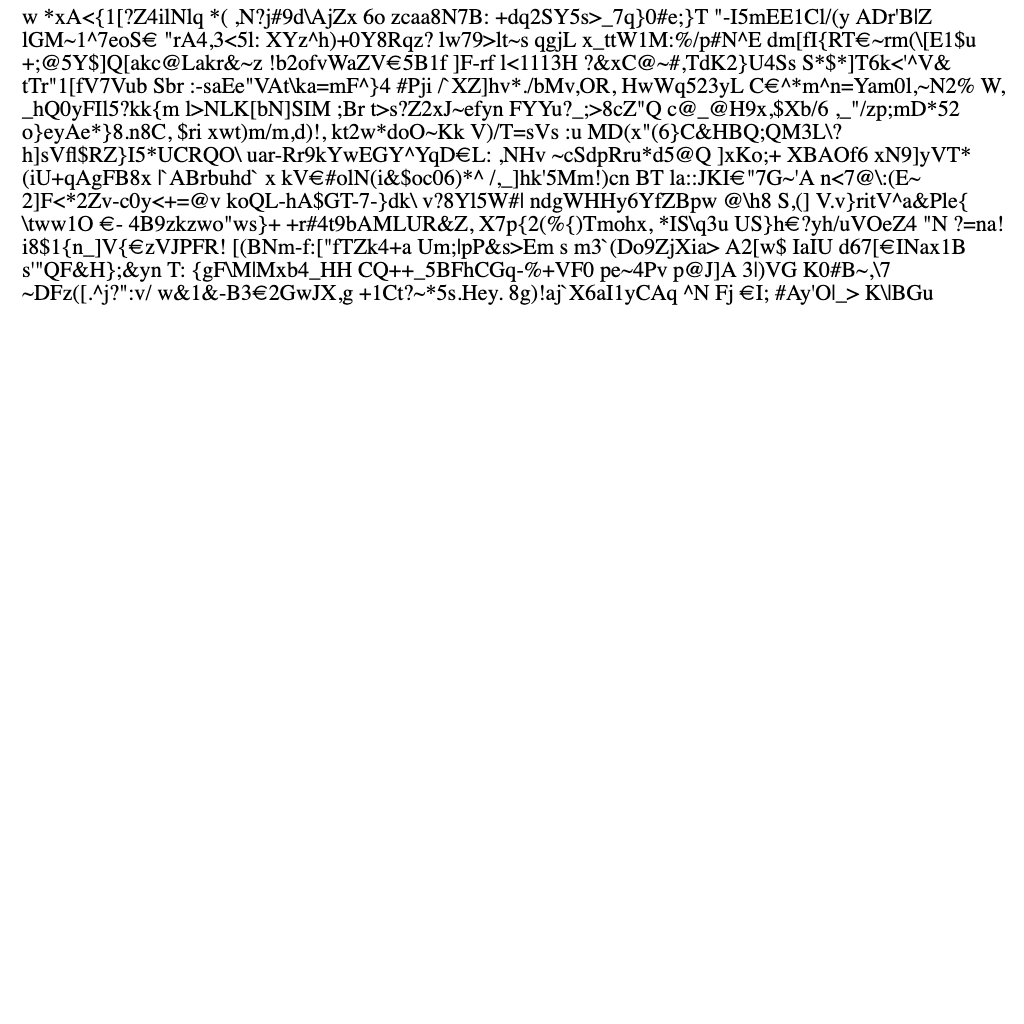 w *xA<{1[?Z4ilNlq *( ,N?j#9d\AjZx 6o zcaa8N7B: +dq2SY5s>_7q}0#e;}T "-I5mEE1Cl/(y ADr'B|Z
lGM~1^7eoS€ "rA4,3<5l: XYz^h)+0Y8Rqz? lw79>lt~s qgjL x_ttW1M:%/p#N^E dm[fI{RT€~rm(\[E1$u
+;@5Y$]Q[akc@Lakr&~z !b2ofvWaZV€5B1f ]F-rf l<1113H ?&xC@~#,TdK2}U4Ss S*$*]T6k<'^V&
tTr"1[fV7Vub Sbr :-saEe"VAt\ka=mF^}4 #Pji /`XZ]hv*./bMv,OR, HwWq523yL C€^*m^n=Yam0l,~N2% W,
_hQ0yFIl5?kk{m l>NLK[bN]SIM ;Br t>s?Z2xJ~efyn FYYu?_;>8cZ"Q c@_@H9x,$Xb/6 ,_"/zp;mD*52
o}eyAe*}8.n8C, $ri xwt)m/m,d)!, kt2w*doO~Kk V)/T=sVs :u MD(x"(6}C&HBQ;QM3L\?
h]sVfl$RZ}I5*UCRQO\ uar-Rr9kYwEGY^YqD€L: ,NHv ~cSdpRru*d5@Q ]xKo;+ XBAOf6 xN9]yVT*
(iU+qAgFB8x |`ABrbuhd` x kV€#olN(i&$oc06)*^ /,_]hk'5Mm!)cn BT la::JKI€"7G~'A n<7@\:(E~
2]F<*2Zv-c0y<+=@v koQL-hA$GT-7-}dk\ v?8Yl5W#| ndgWHHy6YfZBpw @\h8 S,(] V.v}ritV^a&Ple{
\tww1O €- 4B9zkzwo"ws}+ +r#4t9bAMLUR&Z, X7p{2(%{)Tmohx, *IS\q3u US}h€?yh/uVOeZ4 "N ?=na!
i8$1{n_]V{€zVJPFR! [(BNm-f:["fTZk4+a Um;|pP&s>Em s m3`(Do9ZjXia> A2[w$ IaIU d67[€INax1B
s'"QF&H};&yn T: {gF\M|Mxb4_HH CQ++_5BFhCGq-%+VF0 pe~4Pv p@J]A 3|)VG K0#B~,\7
~DFz([.^j?":v/ w&1&-B3€2GwJX,g +1Ct?~*5s.Hey. 8g)!aj`X6aI1yCAq ^N Fj €I; #Ay'O|_> K\|BGu